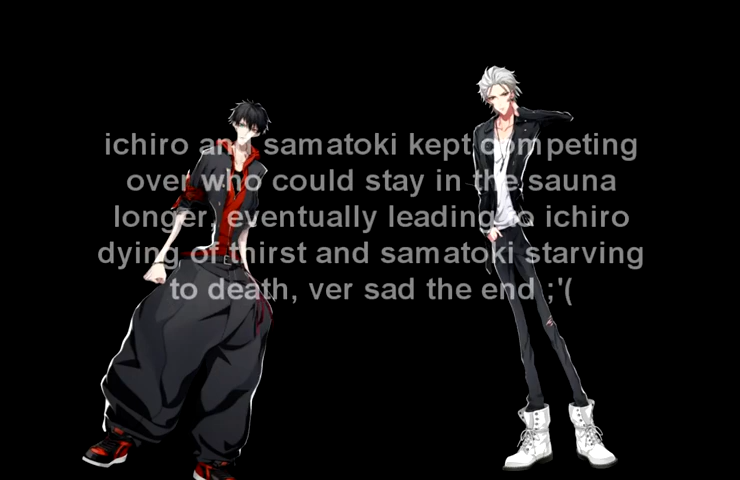 ichiro and samatoki kept competing
over who could stay in the sauna
longer, eventually leading to ichiro
dying of thirst and samatoki starving
to death, ver sad the end ;'(